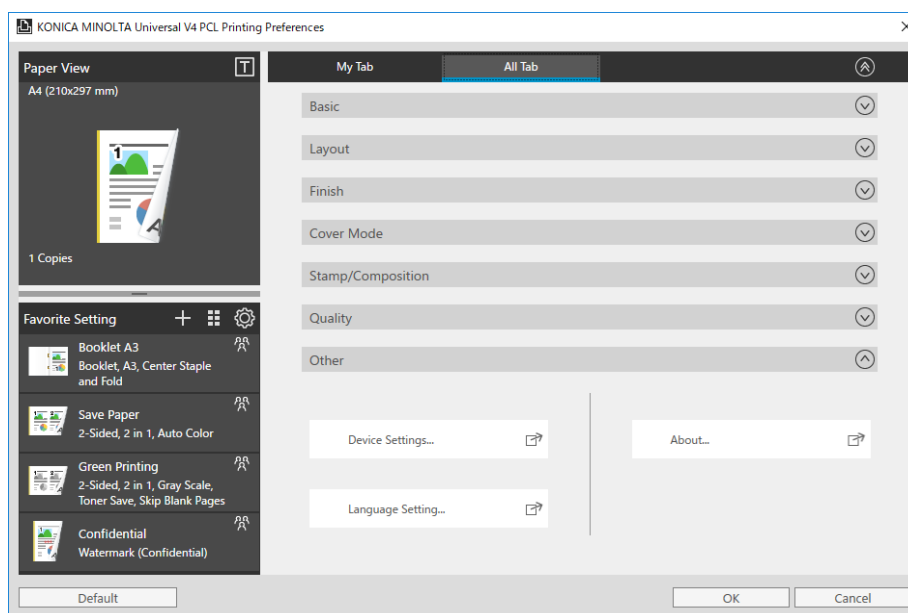 KONICA MINOLTA Universal V4 PCL Printing Preferences
Paper View
T
A4 (210x297 mm)
1
A
1 Copies
Favorite Setting
Booklet A3
Booklet, A3, Center Staple
and Fold
Save Paper
2-Sided, 2 in 1, Auto Color
Green Printing
2-Sided, 2 in 1, Gray Scale,
Toner Save, Skip Blank Pages
Confidential
Watermark (Confidential)
Default
My Tab
All Tab
Basic
Layout
Finish
Cover Mode
Stamp/Composition
Quality
Other
Device Settings...
Language Setting...
About...
OK
Cancel